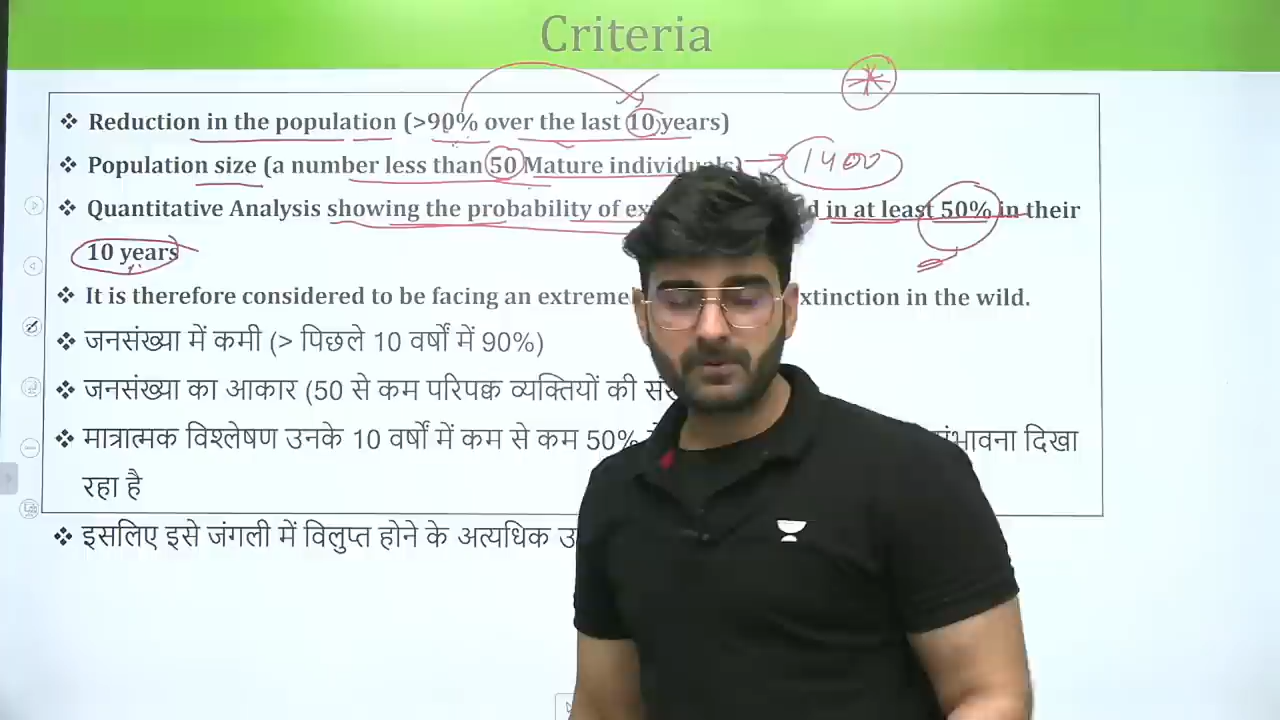 Criteria
❖ Reduction in the population (>90% over the last 10 years)
❖ Population size (a number less than 50 Mature individuals) → 1400
❖ Quantitative Analysis showing the probability of in at least 50% in their
10 years
❖ It is therefore considered to be facing an in the wild.
❖ जनसंख्या में कमी (> पिछले 10 वर्षों में 90%)
❖ जनसंख्या का आकार (50 से कम परिपक्व व्यक्तियों की
❖ मात्रात्मक विश्लेषण उनके 10 वर्षों में कम से कम 50% संभावना दिखा
रहा है
❖ इसलिए इसे जंगली में विलुप्त होने के अत्यधिक